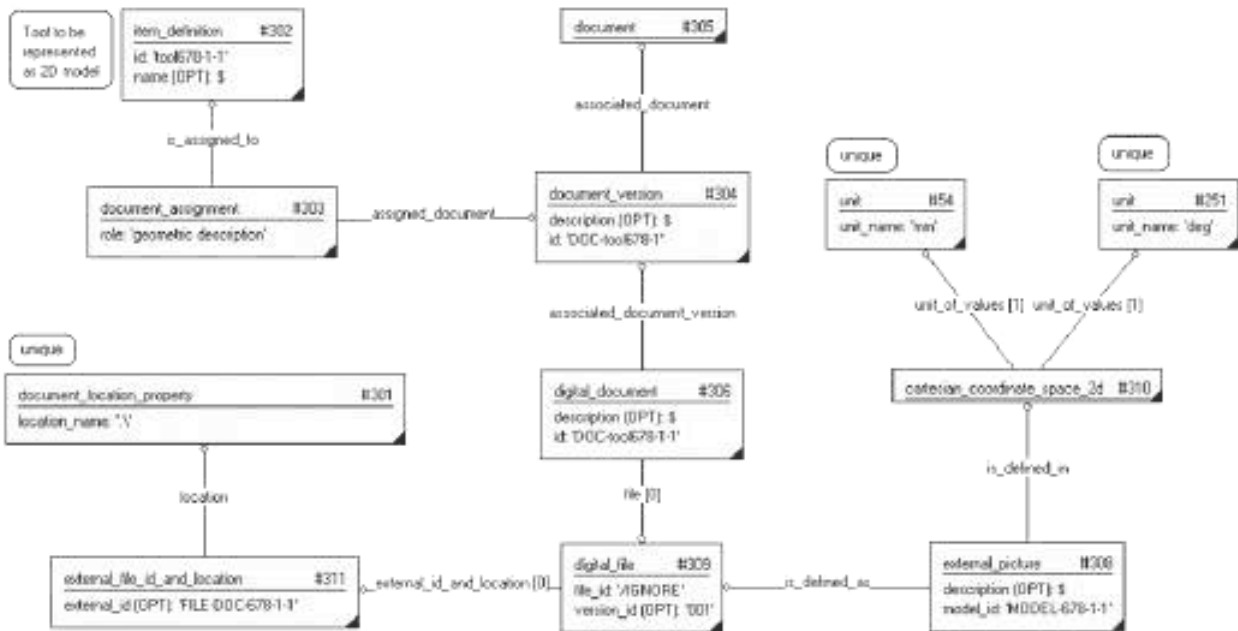 Tool to be
represented
as 2D model
item_definition #302
id: 'tool678-1-1'
name (OPT): $
document #305
is_assigned_to
associated_document
unique
unique
document_assignment #303
role: 'geometric description'
assigned_document
document_version #304
description (OPT): $
id: 'DOC-tool678-1'
unit #54
unit_name: 'mm'
unit #251
unit_name: 'deg'
associated_document_version
unit_of_values [1]
unit_of_values [1]
unique
document_location_property #301
location_name: '.\'
digital_document #306
description (OPT): $
id: 'DOC-tool678-1-1'
cartesian_coordinate_space_2d #310
location
file [0]
is_defined_in
external_file_id_and_location #311
external_id (OPT): 'FILE-DOC-678-1-1'
external_id_and_location [0]
digital_file #309
file_id: '/IGNORE'
version_id (OPT): '001'
is_defined_as
external_picture #308
description (OPT): $
model_id: 'MODEL-678-1-1'